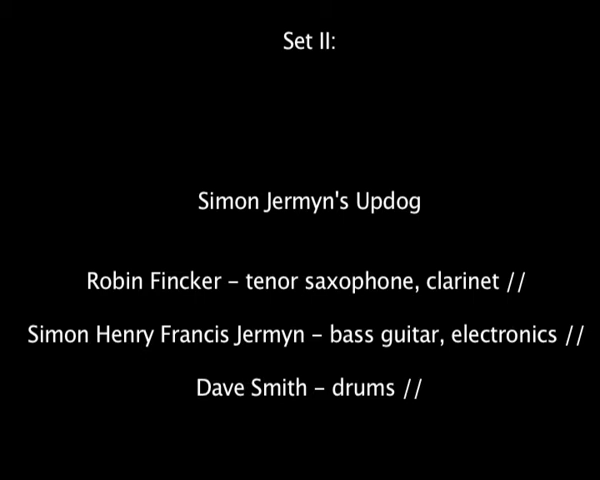 Set II:
Simon Jermyn's Updog
Robin Fincker – tenor saxophone, clarinet //
Simon Henry Francis Jermyn – bass guitar, electronics //
Dave Smith – drums //